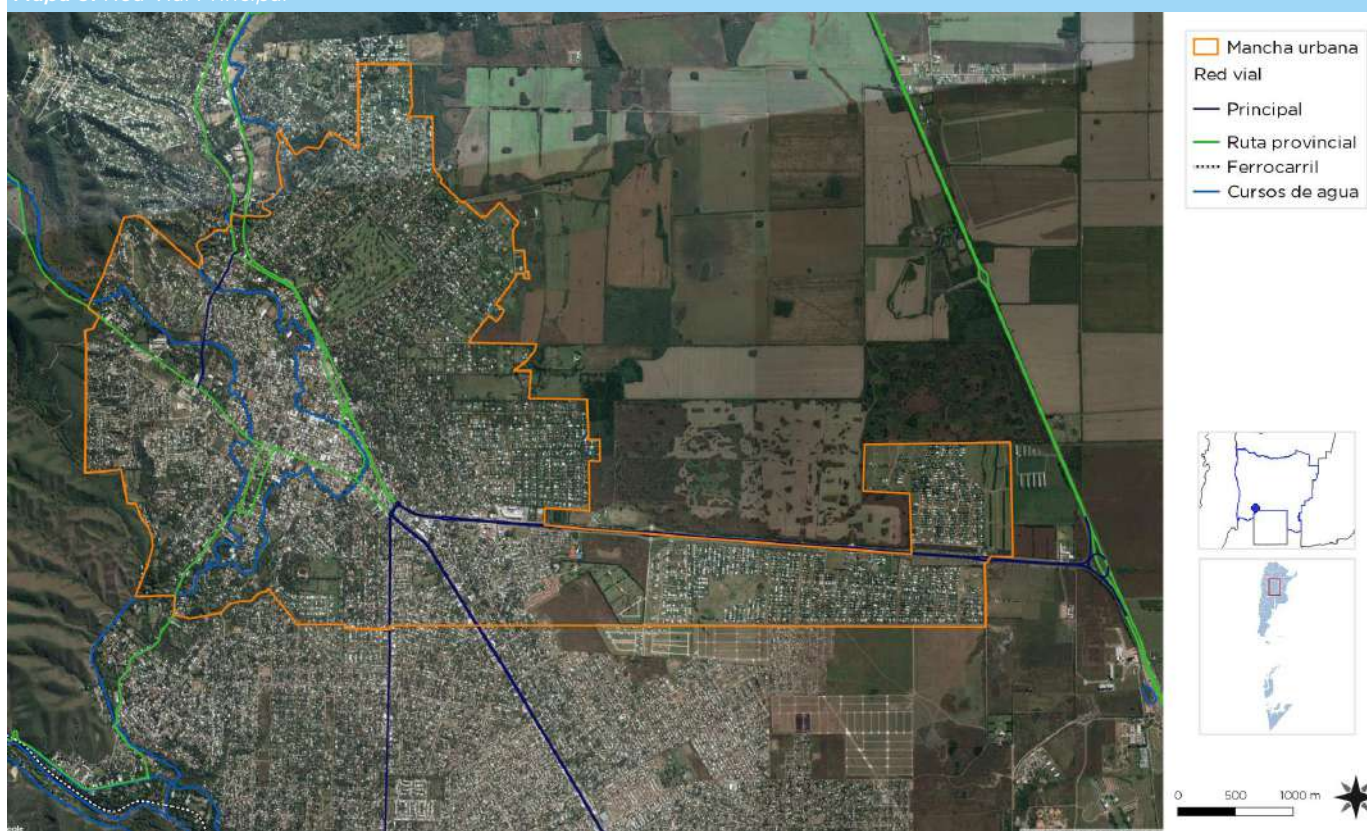 Mancha urbana
Red vial
Principal
Ruta provincial
Ferrocarril
Cursos de agua
0 500 1000 m